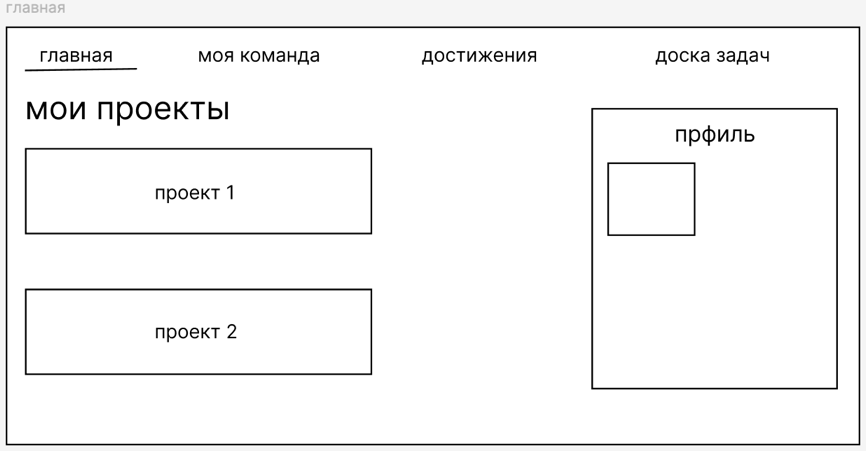 главная
главная моя команда достижения доска задач
мои проекты
прфиль
проект 1
проект 2